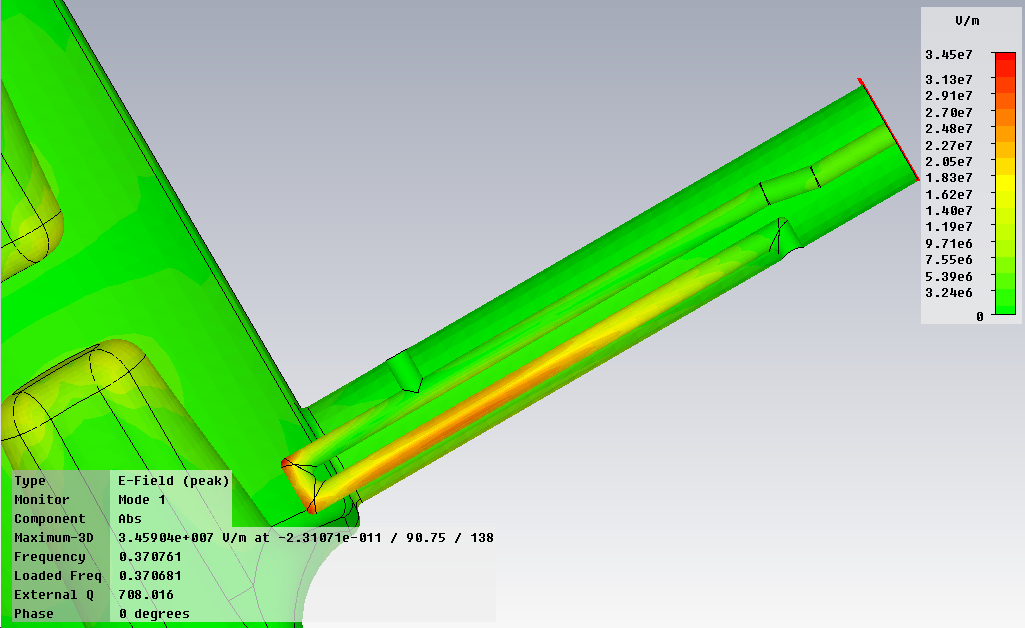 V/m
3.45e7
3.13e7
2.91e7
2.70e7
2.48e7
2.27e7
2.05e7
1.83e7
1.62e7
1.40e7
1.19e7
9.71e6
7.55e6
5.39e6
3.24e6
0
Type E-Field (peak)
Monitor Mode 1
Component Abs
Maximum-3D 3.45904e+007 V/m at -2.31071e-011 / 90.75 / 138
Frequency 0.370761
Loaded Freq 0.370681
External Q 708.016
Phase 0 degrees